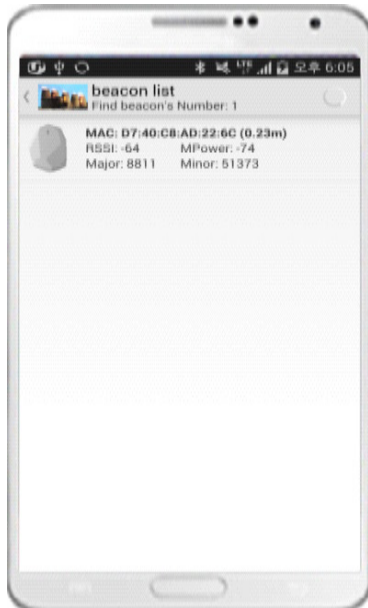 LTE 오후 6:05
beacon list
Find beacon's Number: 1
MAC: D7:40:C8:AD:22:6C (0.23m)
RSSI: -64 MPower: -74
Major: 8811 Minor: 51373